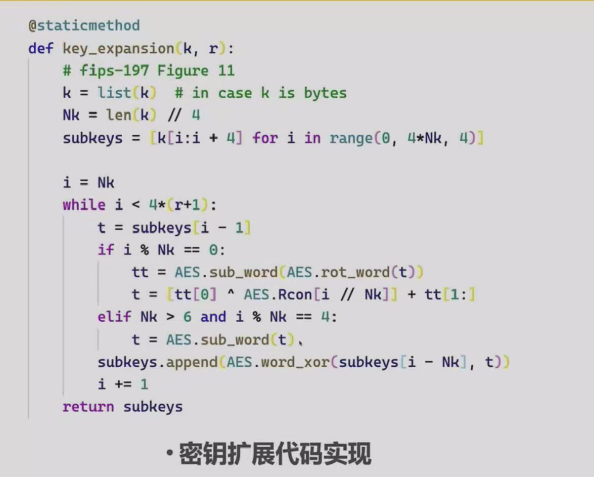 @staticmethod
def key_expansion(k, r):
    # fips-197 Figure 11
    k = list(k)  # in case k is bytes
    Nk = len(k) // 4
    subkeys = [k[i:i + 4] for i in range(0, 4*Nk, 4)]

    i = Nk
    while i < 4*(r+1):
        t = subkeys[i - 1]
        if i % Nk == 0:
            tt = AES.sub_word(AES.rot_word(t))
            t = [tt[0] ^ AES.Rcon[i // Nk]] + tt[1:]
        elif Nk > 6 and i % Nk == 4:
            t = AES.sub_word(t)
        subkeys.append(AES.word_xor(subkeys[i - Nk], t))
        i += 1
    return subkeys
• 密钥扩展代码实现